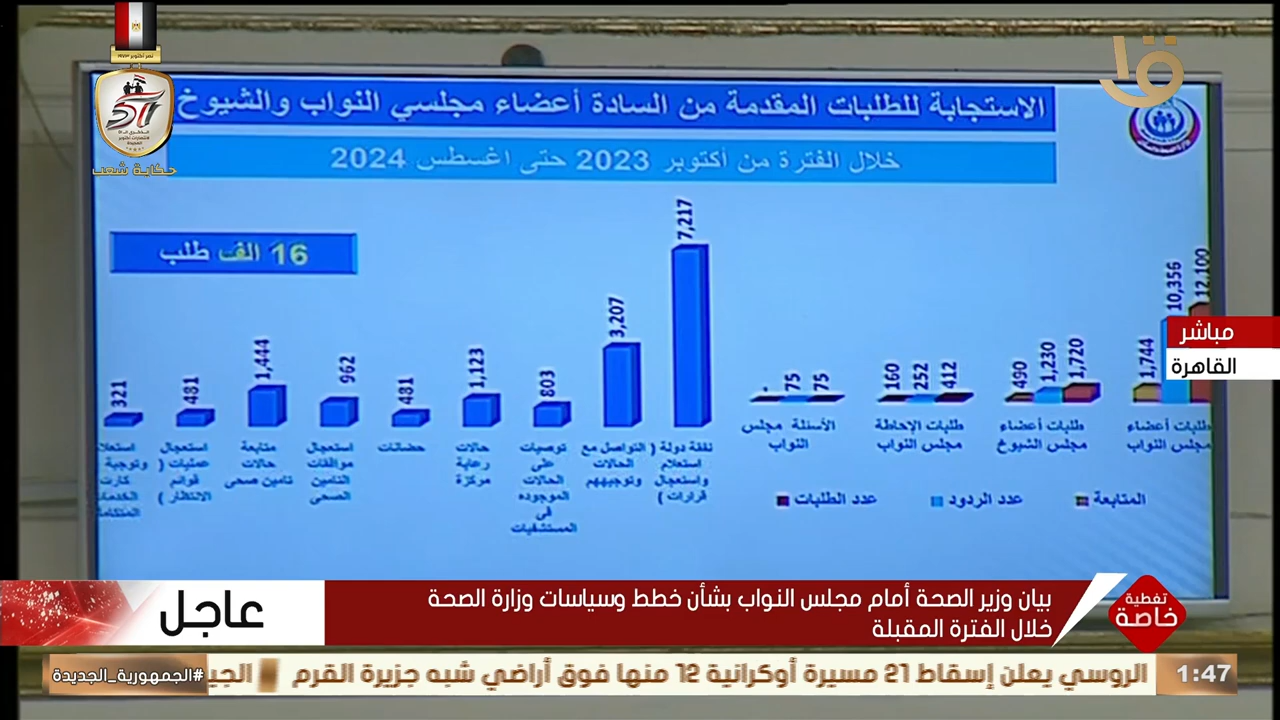 نصر أكتوبر ١٩٧٣
حكاية شعب
الاستجابة للطلبات المقدمة من السادة أعضاء مجلسي النواب والشيوخ
خلال الفترة من أكتوبر 2023 حتى اغسطس 2024
16 الف طلب
12,100
10,356
1,744
1,720
1,230
490
412
252
160
75
75
7,217
3,207
803
1,123
481
962
1,444
481
321
طلبات أعضاء
مجلس النواب
طلبات أعضاء
مجلس الشيوخ
طلبات الإحاطة
مجلس النواب
الأسئلة مجلس
النواب
نفقة دولة (
استعلام
واستعجال
قرارات )
التواصل مع
الحالات
وتوجيههم
توصيات
على
الحالات
الموجوده
فى
المستشفيات
حالات
رعاية
مركزة
حضانات
استعجال
موافقات
التامين
الصحى
متابعة
حالات
تامين صحى
استعجال
عمليات (
قوائم
الانتظار )
وتوجية
كارت
الخدمات
المتابعة
عدد الردود
عدد الطلبات
مباشر
القاهرة
تغطية
خاصة
بيان وزير الصحة أمام مجلس النواب بشأن خطط وسياسات وزارة الصحة
خلال الفترة المقبلة
عاجل
1:47
الروسي يعلن إسقاط 21 مسيرة أوكرانية 12 منها فوق أراضي شبه جزيرة القرم
#الجمهورية_الجديدة